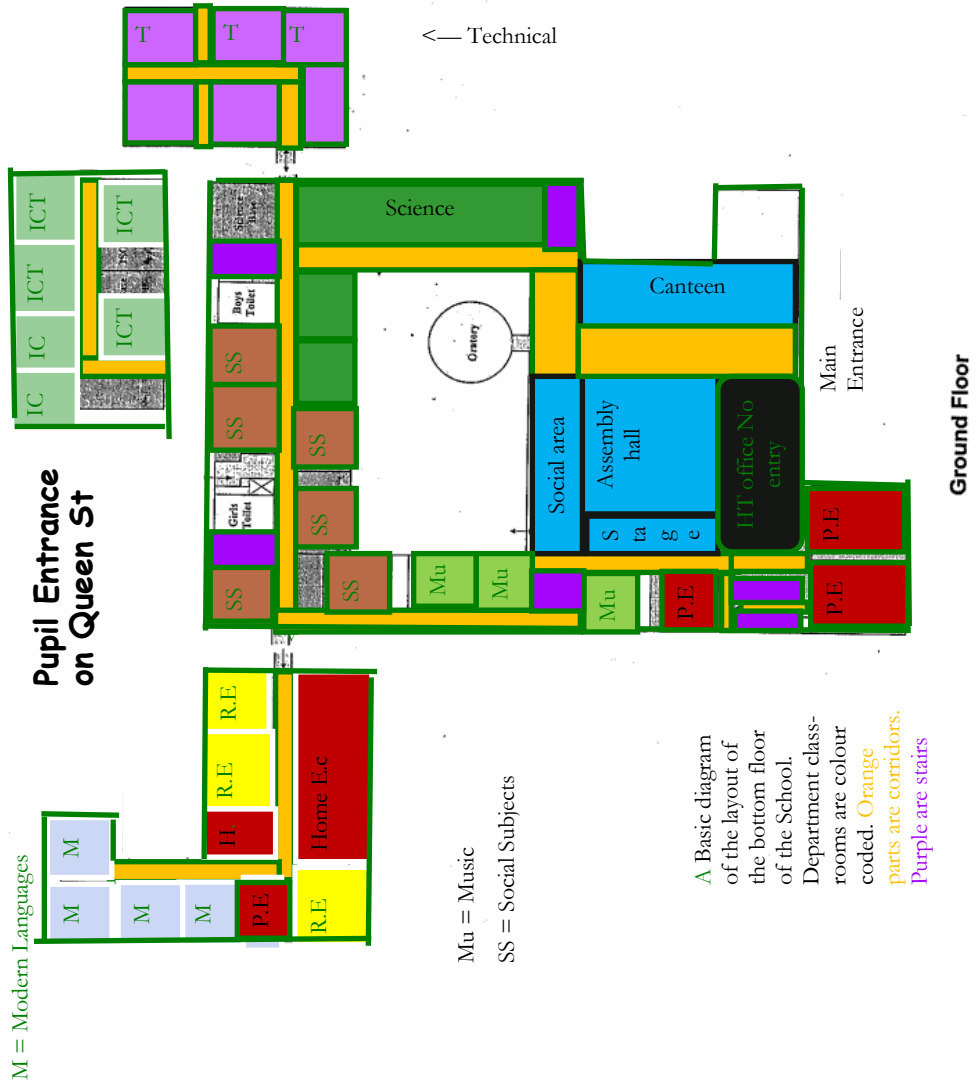 T
T
T
<— Technical
ICT
ICT
IC
IC
ICT
ICT
Pupil Entrance
on Queen St
Science
Base
Boys
Toilet
SS
SS
Girls
Toilet
SS
Science
SS
SS
SS
Oratory
Canteen
Main
Entrance
Social area
Assembly
hall
S
ta
g
e
HT office No
entry
Mu
Mu
Mu
P.E
P.E
P.E
Ground Floor
M = Modern Languages
M
M
M
M
P.E
R.E
R.E
H
Home E.c
R.E
Mu = Music
SS = Social Subjects
A Basic diagram
of the layout of
the bottom floor
of the School.
Department class-
rooms are colour
coded. Orange
parts are corridors.
Purple are stairs